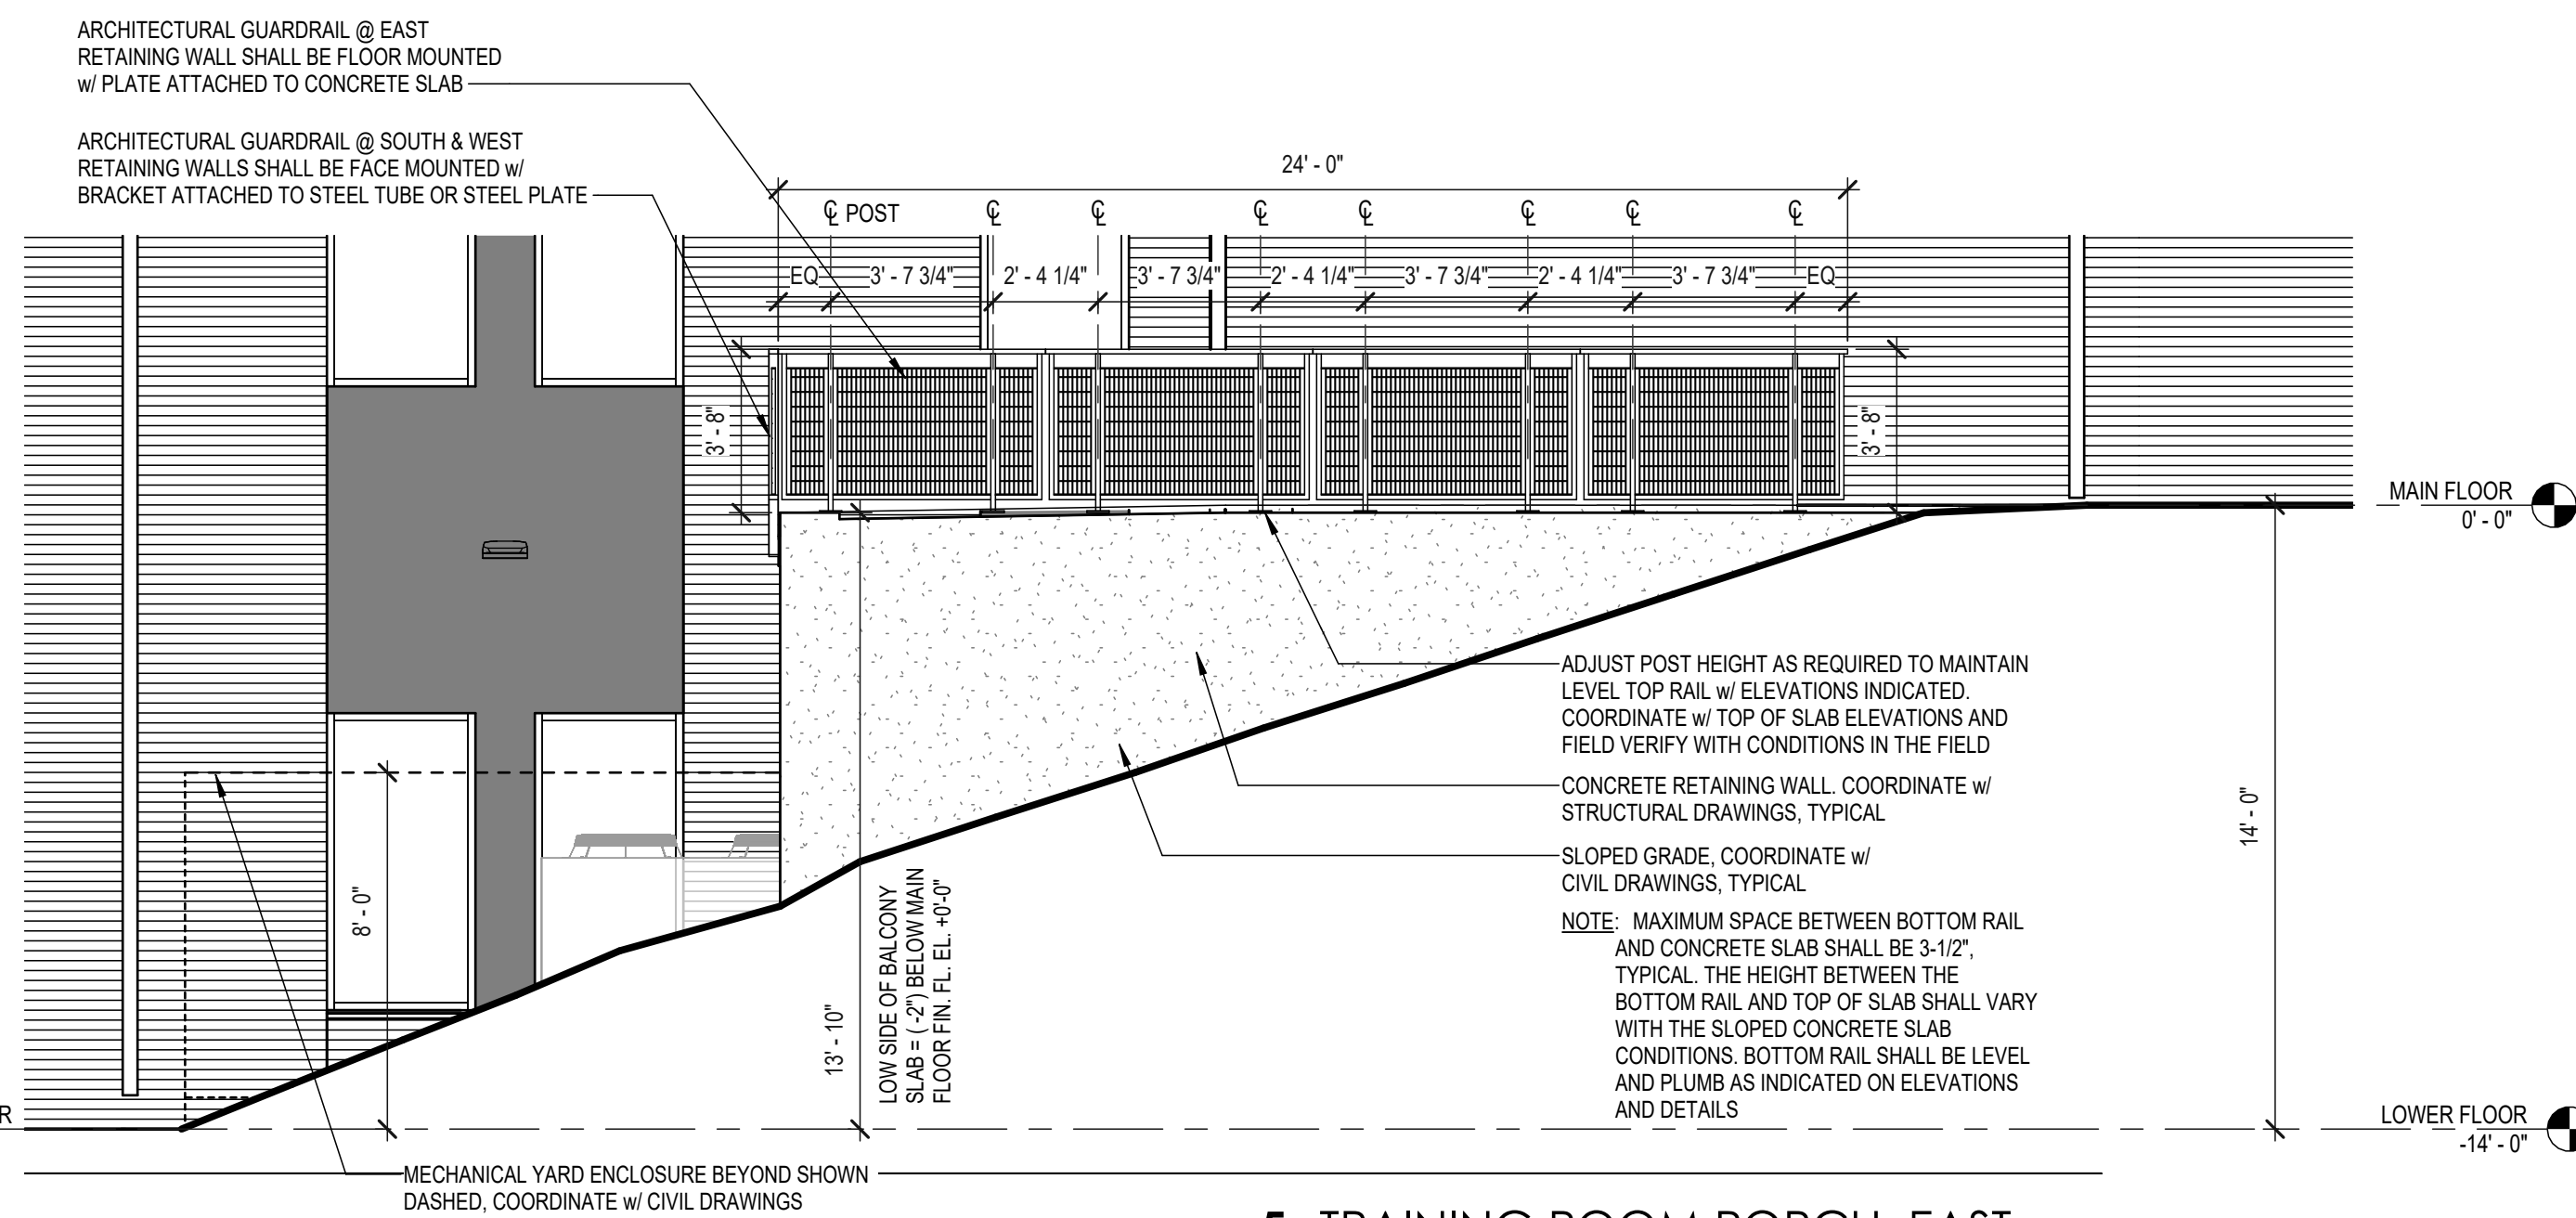 ARCHITECTURAL GUARDRAIL @ EAST
RETAINING WALL SHALL BE FLOOR MOUNTED
w/ PLATE ATTACHED TO CONCRETE SLAB
ARCHITECTURAL GUARDRAIL @ SOUTH & WEST
RETAINING WALLS SHALL BE FACE MOUNTED w/
BRACKET ATTACHED TO STEEL TUBE OR STEEL PLATE
24' - 0"
℄ POST ℄ ℄ ℄ ℄ ℄ ℄ ℄
EQ 3' - 7 3/4" 2' - 4 1/4" 3' - 7 3/4" 2' - 4 1/4" 3' - 7 3/4" 2' - 4 1/4" 3' - 7 3/4" EQ
3' - 8"
3' - 8"
MAIN FLOOR
0' - 0"
ADJUST POST HEIGHT AS REQUIRED TO MAINTAIN
LEVEL TOP RAIL w/ ELEVATIONS INDICATED.
COORDINATE w/ TOP OF SLAB ELEVATIONS AND
FIELD VERIFY WITH CONDITIONS IN THE FIELD
CONCRETE RETAINING WALL. COORDINATE w/
STRUCTURAL DRAWINGS, TYPICAL
SLOPED GRADE, COORDINATE w/
CIVIL DRAWINGS, TYPICAL
NOTE: MAXIMUM SPACE BETWEEN BOTTOM RAIL
AND CONCRETE SLAB SHALL BE 3-1/2",
TYPICAL. THE HEIGHT BETWEEN THE
BOTTOM RAIL AND TOP OF SLAB SHALL VARY
WITH THE SLOPED CONCRETE SLAB
CONDITIONS. BOTTOM RAIL SHALL BE LEVEL
AND PLUMB AS INDICATED ON ELEVATIONS
AND DETAILS
14' - 0"
8' - 0"
13' - 10"
LOW SIDE OF BALCONY
SLAB = ( -2") BELOW MAIN
FLOOR FIN. FL. EL. +0'-0"
R
LOWER FLOOR
-14' - 0"
MECHANICAL YARD ENCLOSURE BEYOND SHOWN
DASHED, COORDINATE w/ CIVIL DRAWINGS
5 TRAINING ROOM PORCH EAST